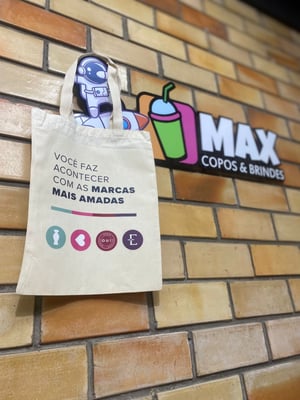 MAX
COPOS & BRINDES
VOCÊ FAZ
ACONTECER
COM AS MARCAS
MAIS AMADAS
E